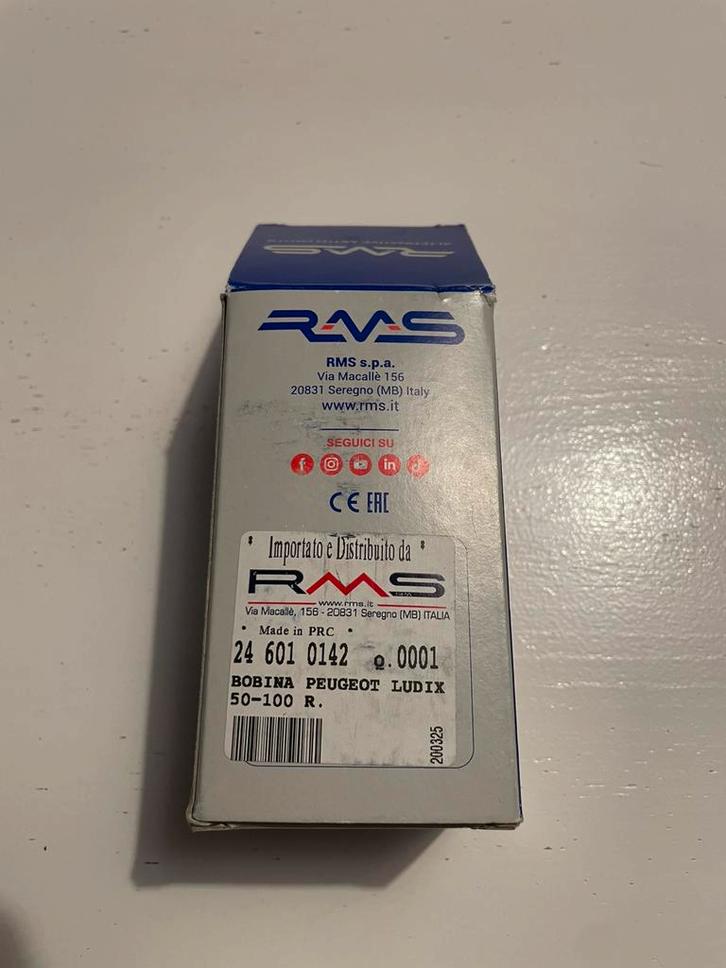 RMS
RMS
RMS s.p.a.
Via Macallè 156
20831 Seregno (MB) Italy
www.rms.it
SEGUICI SU
f in
CE EAC
* Importato e Distribuito da *
RMS
www.rms.it
Via Macallè, 156 - 20831 Seregno (MB) ITALIA
* Made in PRC *
24 601 0142 Q.0001
BOBINA PEUGEOT LUDIX
50-100 R.
200325